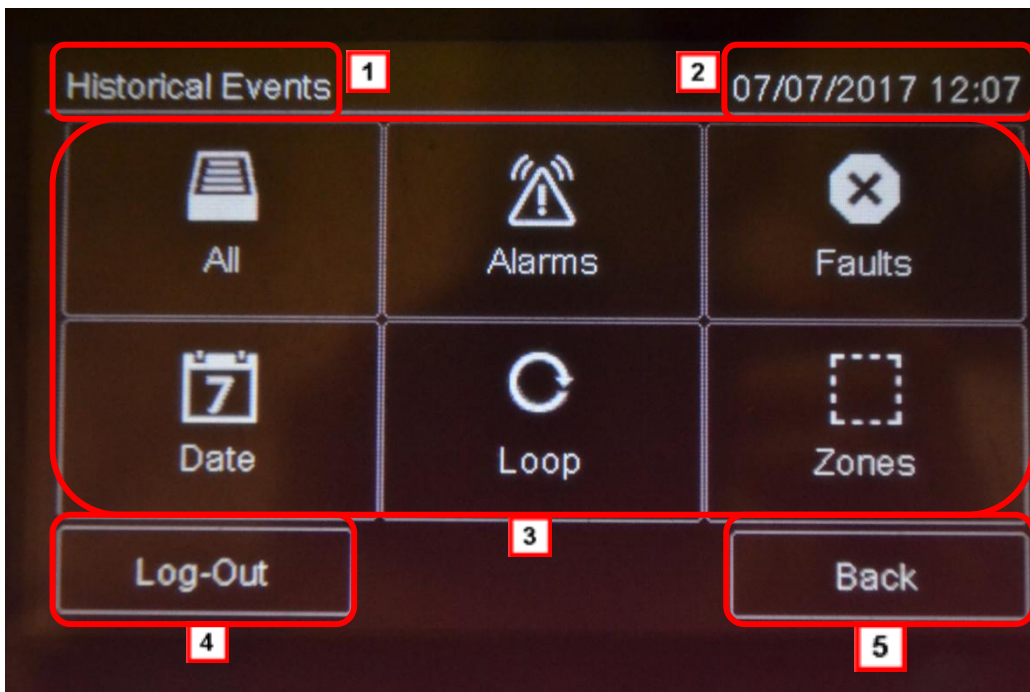 Historical Events 1 2 07/07/2017 12:07
All Alarms Faults
7
Date Loop Zones
3
Log-Out Back
4 5